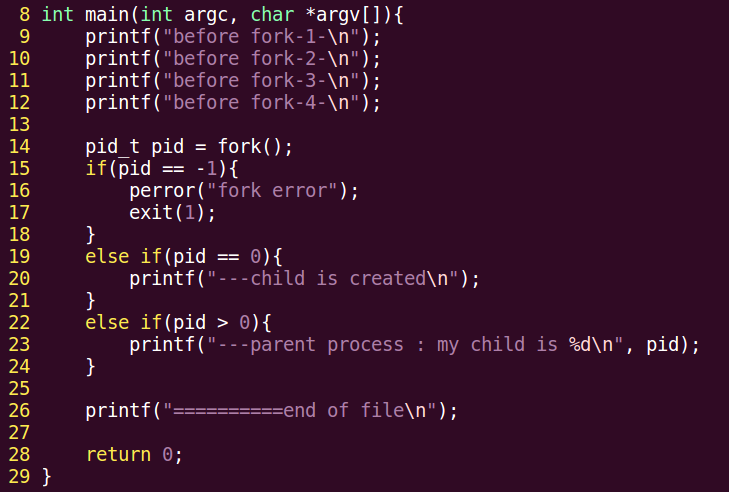 8 int main(int argc, char *argv[]){
9     printf("before fork-1-\n");
10     printf("before fork-2-\n");
11     printf("before fork-3-\n");
12     printf("before fork-4-\n");
13
14     pid_t pid = fork();
15     if(pid == -1){
16         perror("fork error");
17         exit(1);
18     }
19     else if(pid == 0){
20         printf("---child is created\n");
21     }
22     else if(pid > 0){
23         printf("---parent process : my child is %d\n", pid);
24     }
25
26     printf("==========end of file\n");
27
28     return 0;
29 }